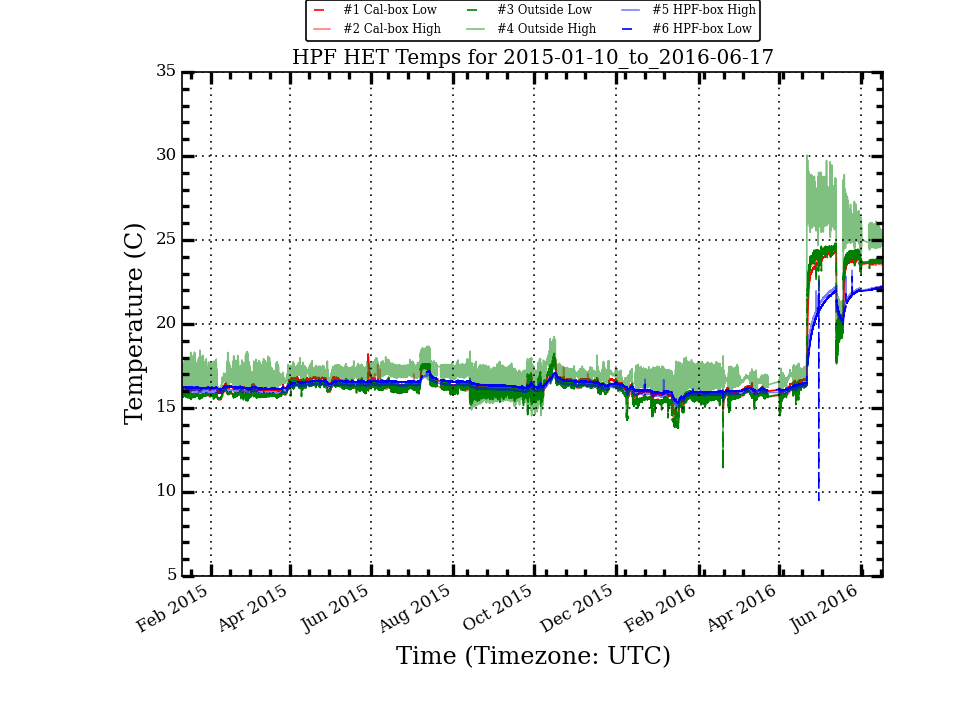 #1 Cal-box Low #3 Outside Low #5 HPF-box High
#2 Cal-box High #4 Outside High #6 HPF-box Low
HPF HET Temps for 2015-01-10_to_2016-06-17
35
30
25
20
15
10
5
Temperature (C)
Feb 2015 Apr 2015 Jun 2015 Aug 2015 Oct 2015 Dec 2015 Feb 2016 Apr 2016 Jun 2016
Time (Timezone: UTC)